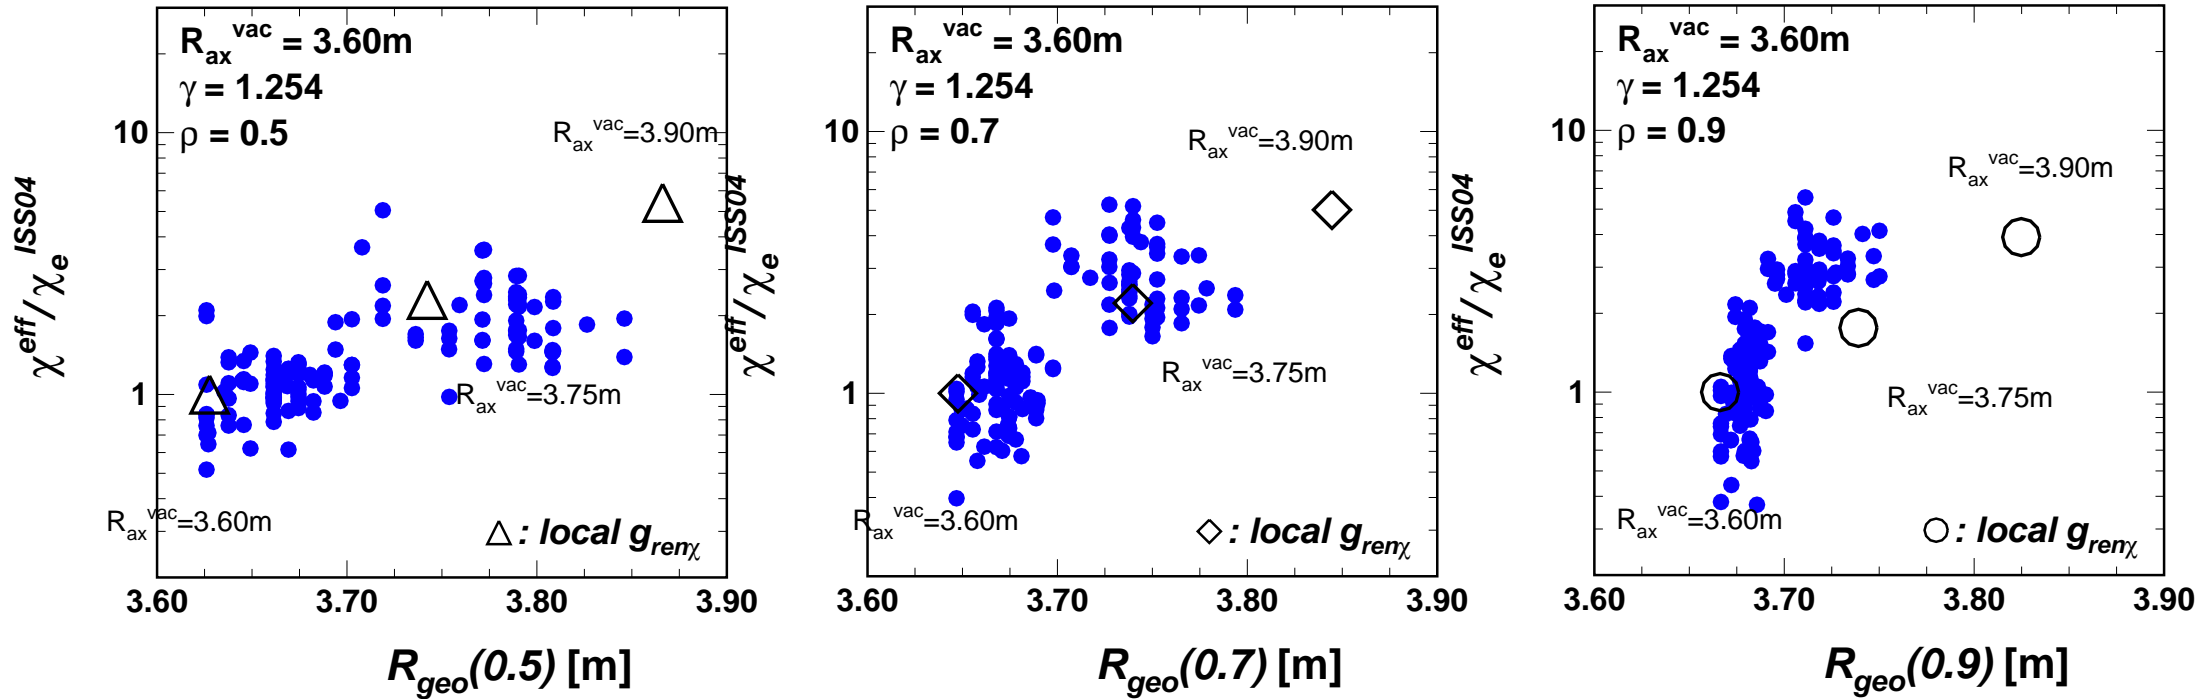 χ^eff/χ_e^ISS04
R_ax^vac = 3.60m
γ = 1.254
ρ = 0.5
R_ax^vac=3.90m
10
1
R_ax^vac=3.75m
R_ax^vac=3.60m
△ : local g_renχ
3.60 3.70 3.80 3.90
R_geo(0.5) [m]
χ^eff/χ_e^ISS04
R_ax^vac = 3.60m
γ = 1.254
ρ = 0.7
R_ax^vac=3.90m
10
1
R_ax^vac=3.75m
R_ax^vac=3.60m
◇ : local g_renχ
3.60 3.70 3.80 3.90
R_geo(0.7) [m]
χ^eff/χ_e^ISS04
R_ax^vac = 3.60m
γ = 1.254
ρ = 0.9
R_ax^vac=3.90m
10
1
R_ax^vac=3.75m
R_ax^vac=3.60m
○ : local g_renχ
3.60 3.70 3.80 3.90
R_geo(0.9) [m]